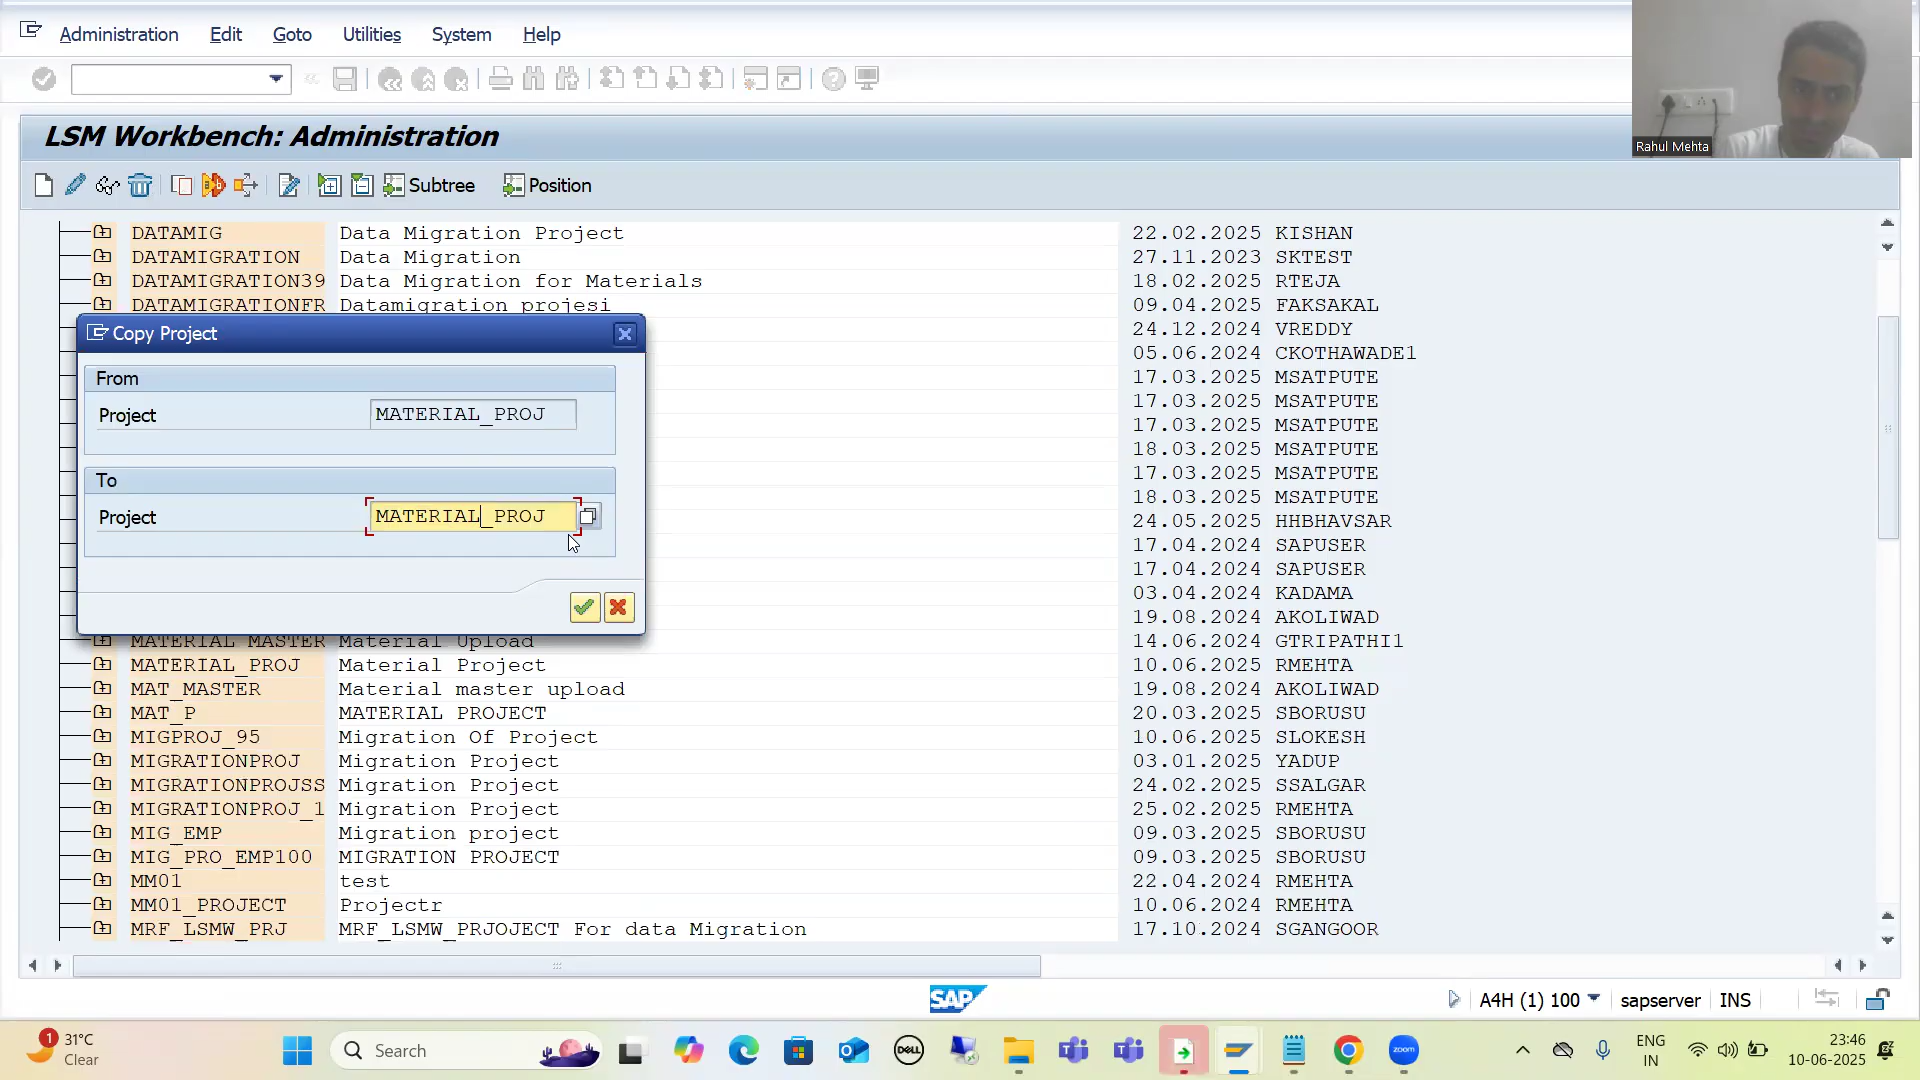 Administration Edit Goto Utilities System Help
Rahul Mehta
LSM Workbench: Administration
Subtree Position
DATAMIG Data Migration Project 22.02.2025 KISHAN
DATAMIGRATION Data Migration 27.11.2023 SKTEST
DATAMIGRATION39 Data Migration for Materials 18.02.2025 RTEJA
DATAMIGRATIONFR Datamigration projesi 09.04.2025 FAKSAKAL
24.12.2024 VREDDY
05.06.2024 CKOTHAWADE1
17.03.2025 MSATPUTE
17.03.2025 MSATPUTE
17.03.2025 MSATPUTE
18.03.2025 MSATPUTE
17.03.2025 MSATPUTE
18.03.2025 MSATPUTE
24.05.2025 HHBHAVSAR
17.04.2024 SAPUSER
17.04.2024 SAPUSER
03.04.2024 KADAMA
19.08.2024 AKOLIWAD
Copy Project
From
Project MATERIAL_PROJ
To
Project MATERIAL_PROJ
MATERIAL_MASTER Material Upload 14.06.2024 GTRIPATHI1
MATERIAL_PROJ Material Project 10.06.2025 RMEHTA
MAT_MASTER Material master upload 19.08.2024 AKOLIWAD
MAT_P MATERIAL PROJECT 20.03.2025 SBORUSU
MIGPROJ_95 Migration Of Project 10.06.2025 SLOKESH
MIGRATIONPROJ Migration Project 03.01.2025 YADUP
MIGRATIONPROJSS Migration Project 24.02.2025 SSALGAR
MIGRATIONPROJ_1 Migration Project 25.02.2025 RMEHTA
MIG_EMP Migration project 09.03.2025 SBORUSU
MIG_PRO_EMP100 MIGRATION PROJECT 09.03.2025 SBORUSU
MM01 test 22.04.2024 RMEHTA
MM01_PROJECT Projectr 10.06.2024 RMEHTA
MRF_LSMW_PRJ MRF_LSMW_PRJOJECT For data Migration 17.10.2024 SGANGOOR
SAP A4H (1) 100 sapserver INS
1 31°C
Clear
Search
DELL
zoom
ENG
IN
23:46
10-06-2025